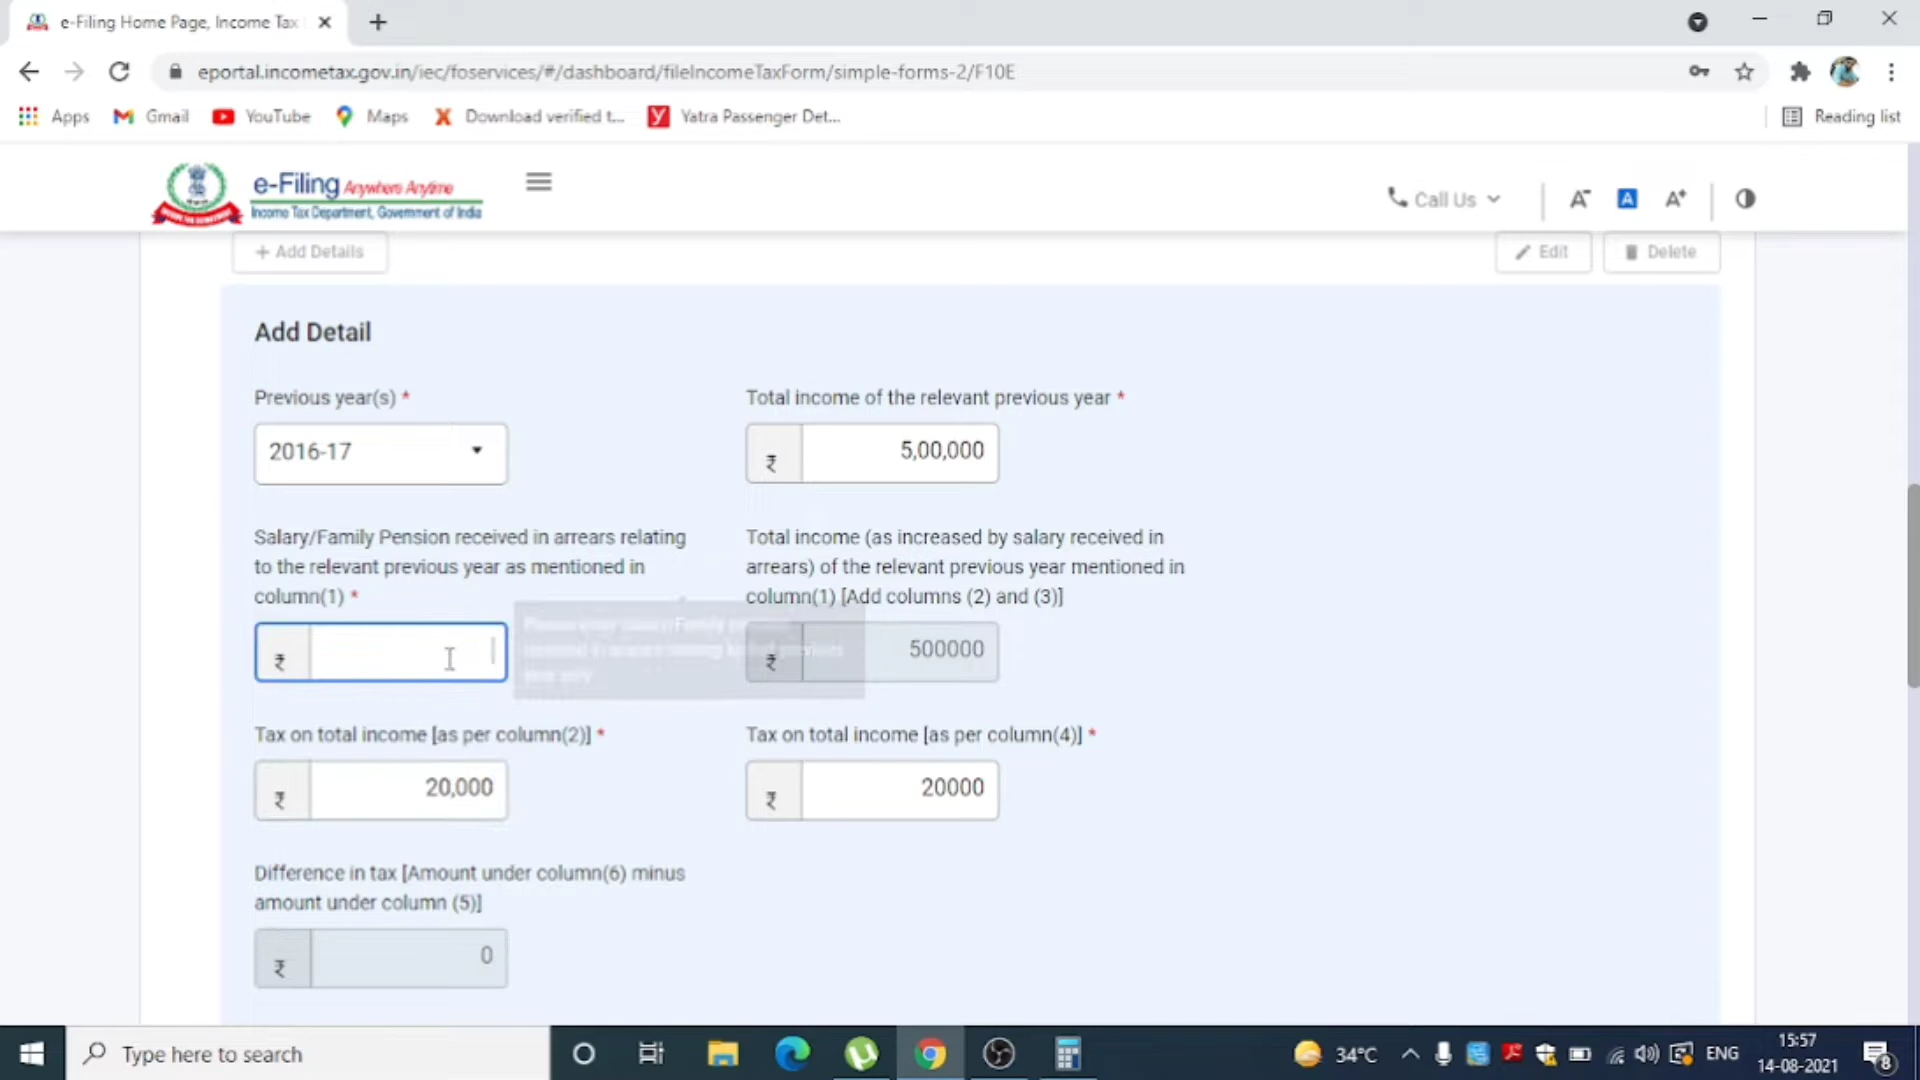 e-Filing Home Page, Income Tax
eportal.incometax.gov.in/iec/foservices/#/dashboard/fileIncomeTaxForm/simple-forms-2/F10E
Apps
Gmail
YouTube
Maps
Download verified t...
Yatra Passenger Det...
Reading list
e-Filing Anywhere Anytime
Income Tax Department, Government of India
Call Us
A-
A
A+
+ Add Details
Edit
Delete
Add Detail
Previous year(s) *
Total income of the relevant previous year *
2016-17
₹ 5,00,000
Salary/Family Pension received in arrears relating
to the relevant previous year as mentioned in
column(1) *
Total income (as increased by salary received in
arrears) of the relevant previous year mentioned in
column(1) [Add columns (2) and (3)]
₹
₹ 500000
Tax on total income [as per column(2)] *
Tax on total income [as per column(4)] *
₹ 20,000
₹ 20000
Difference in tax [Amount under column(6) minus
amount under column (5)]
₹ 0
Type here to search
34°C
ENG
15:57
14-08-2021
8